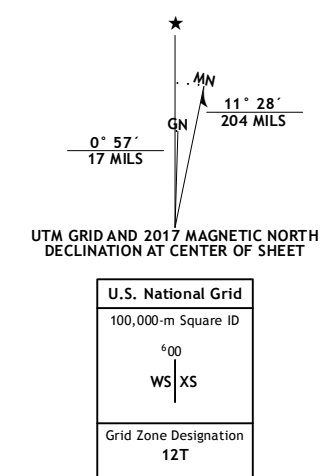 ★
MN
11° 28´
204 MILS
GN
0° 57´
17 MILS
UTM GRID AND 2017 MAGNETIC NORTH
DECLINATION AT CENTER OF SHEET
U.S. National Grid
100,000-m Square ID
⁶00
WS XS
Grid Zone Designation
12T